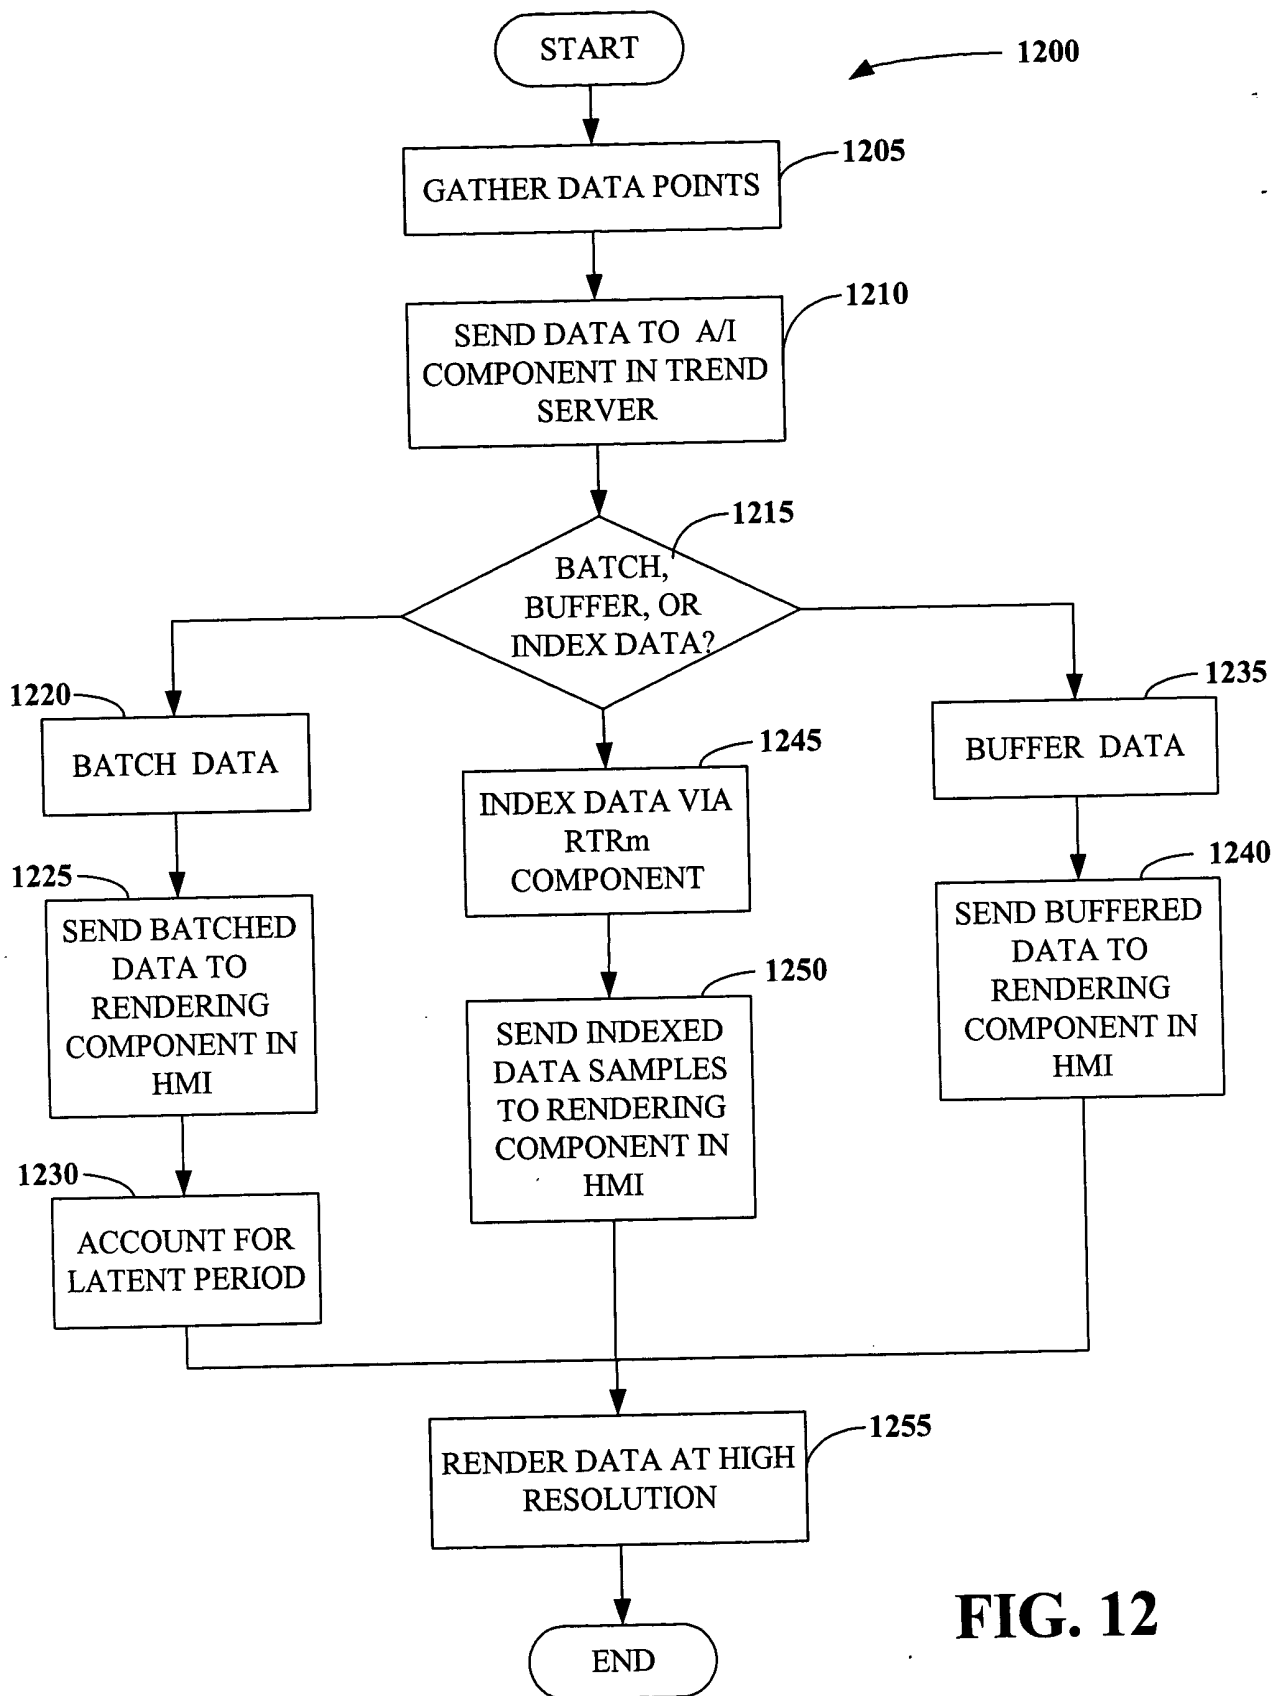 START
1200
1205
GATHER DATA POINTS
1210
SEND DATA TO A/I
COMPONENT IN TREND
SERVER
1215
BATCH,
BUFFER, OR
INDEX DATA?
1220
BATCH DATA
1225
SEND BATCHED
DATA TO
RENDERING
COMPONENT IN
HMI
1230
ACCOUNT FOR
LATENT PERIOD
1245
INDEX DATA VIA
RTRm
COMPONENT
1250
SEND INDEXED
DATA SAMPLES
TO RENDERING
COMPONENT IN
HMI
1235
BUFFER DATA
1240
SEND BUFFERED
DATA TO
RENDERING
COMPONENT IN
HMI
1255
RENDER DATA AT HIGH
RESOLUTION
END
FIG. 12